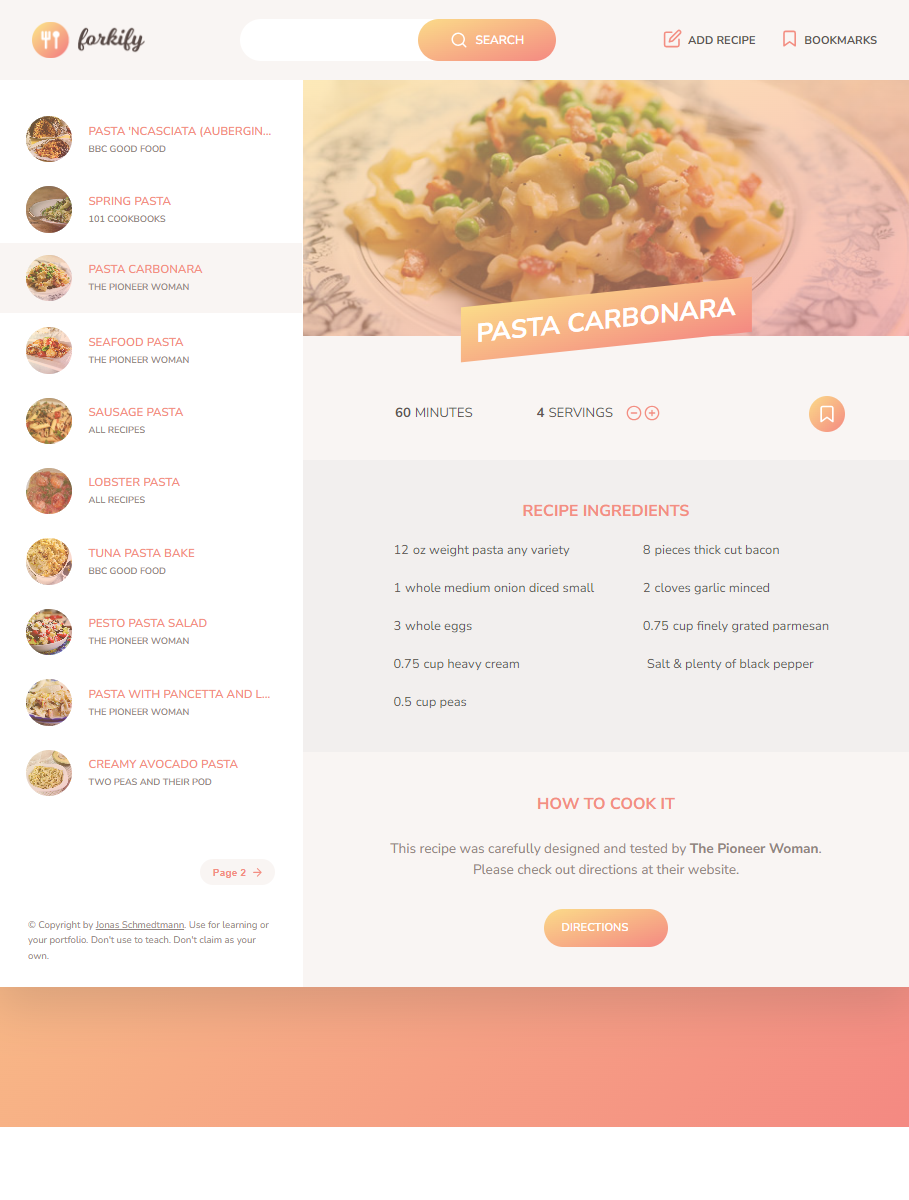 forkify
SEARCH
ADD RECIPE
BOOKMARKS
PASTA 'NCASCIATA (AUBERGIN...
BBC GOOD FOOD
SPRING PASTA
101 COOKBOOKS
PASTA CARBONARA
THE PIONEER WOMAN
SEAFOOD PASTA
THE PIONEER WOMAN
SAUSAGE PASTA
ALL RECIPES
LOBSTER PASTA
ALL RECIPES
TUNA PASTA BAKE
BBC GOOD FOOD
PESTO PASTA SALAD
THE PIONEER WOMAN
PASTA WITH PANCETTA AND L...
THE PIONEER WOMAN
CREAMY AVOCADO PASTA
TWO PEAS AND THEIR POD
Page 2
© Copyright by Jonas Schmedtmann. Use for learning or
your portfolio. Don't use to teach. Don't claim as your
own.
PASTA CARBONARA
60 MINUTES
4 SERVINGS
RECIPE INGREDIENTS
12 oz weight pasta any variety
8 pieces thick cut bacon
1 whole medium onion diced small
2 cloves garlic minced
3 whole eggs
0.75 cup finely grated parmesan
0.75 cup heavy cream
Salt & plenty of black pepper
0.5 cup peas
HOW TO COOK IT
This recipe was carefully designed and tested by The Pioneer Woman.
Please check out directions at their website.
DIRECTIONS